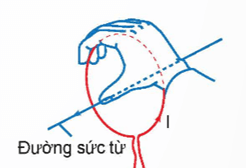 I
Đường sức từ